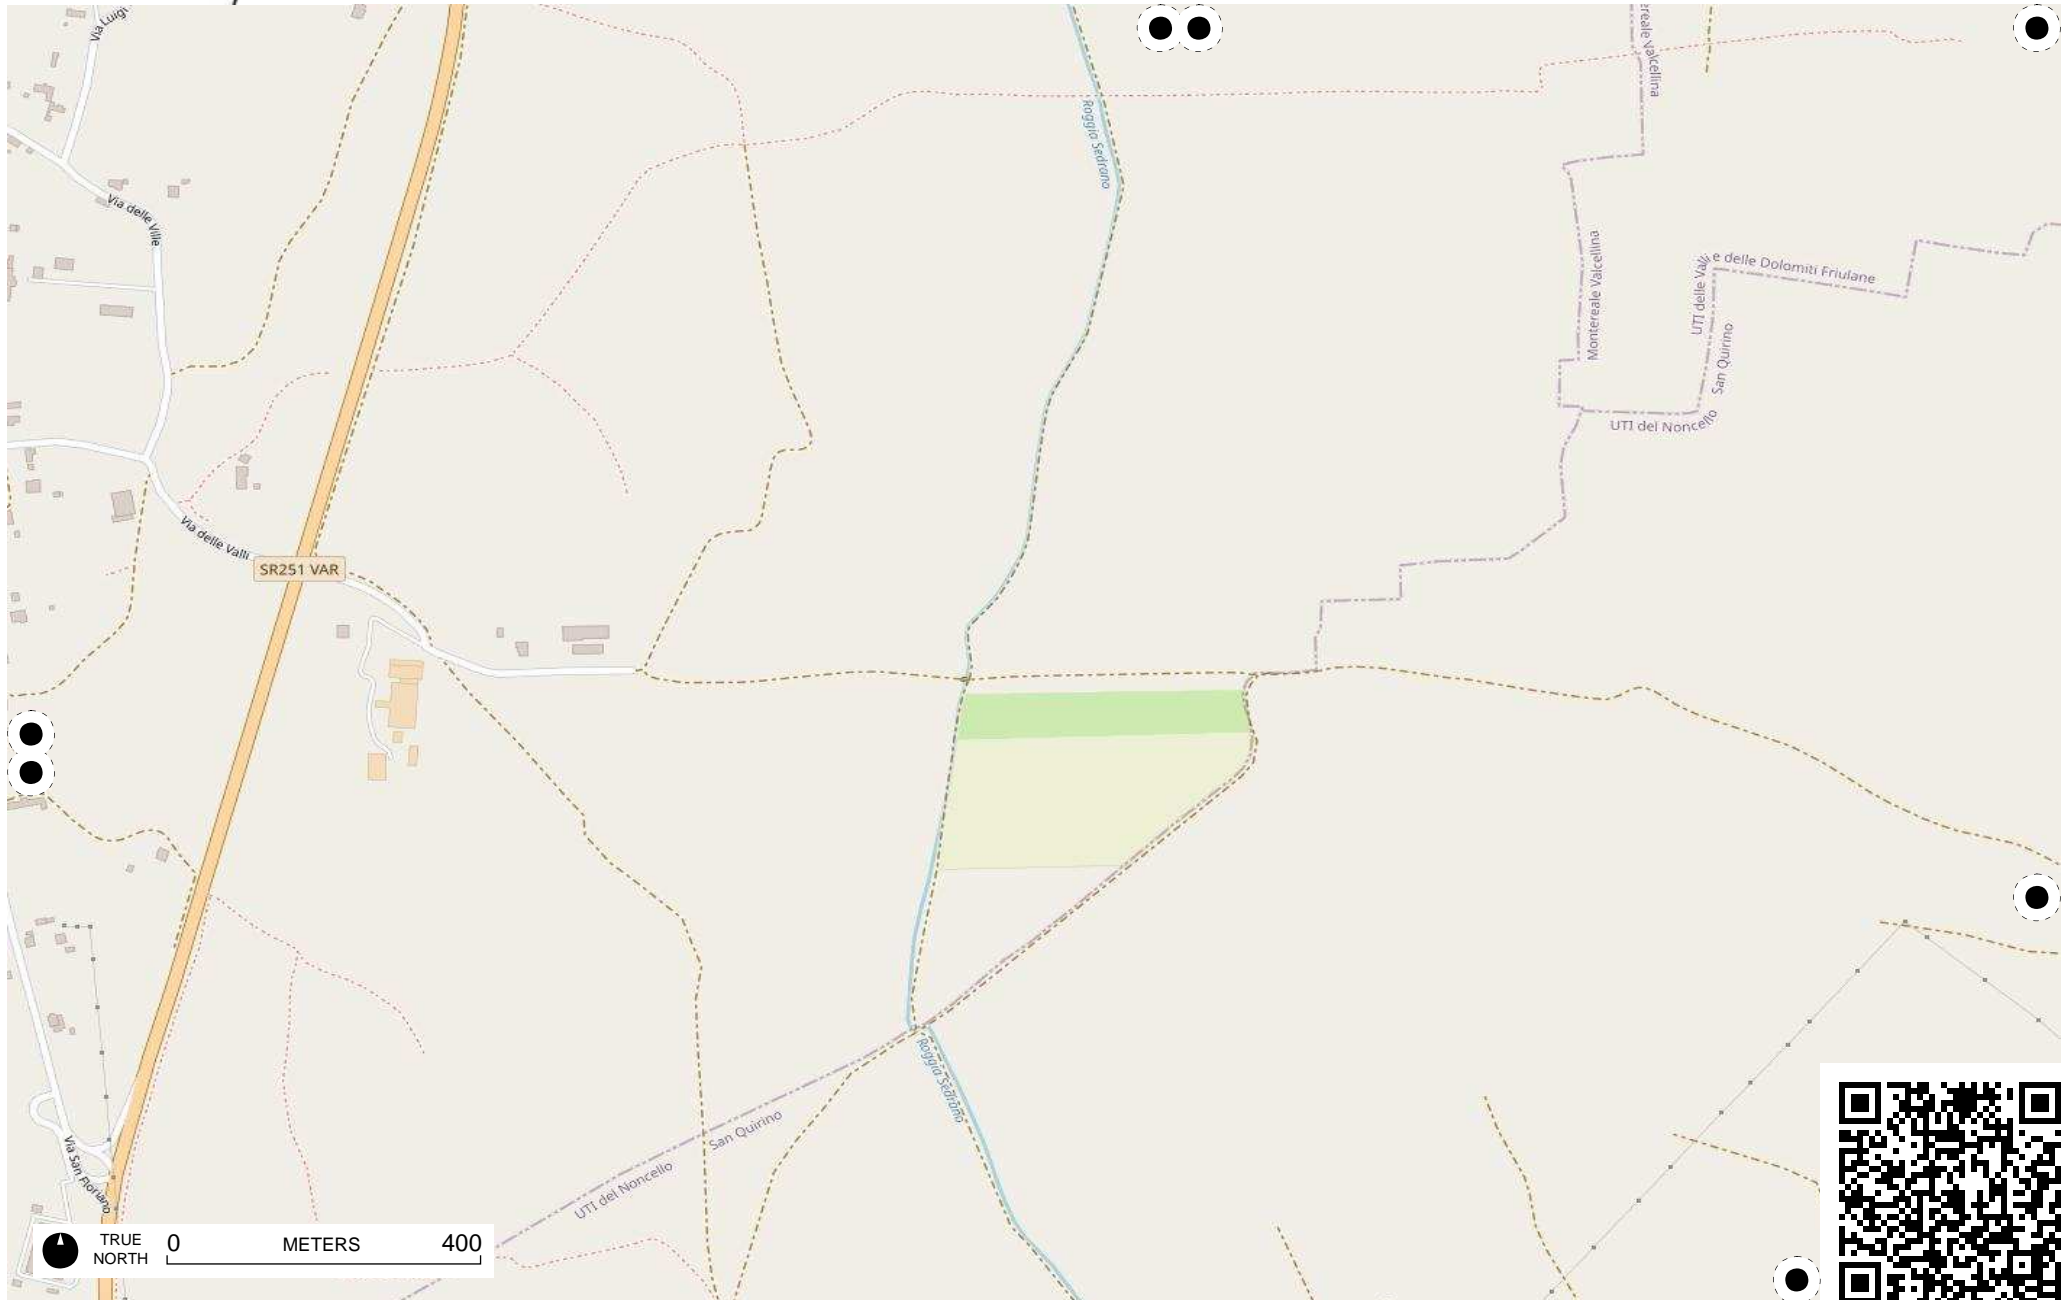 Via Luigi
Via delle Ville
Roggia Sedrano
ereale Valcellina
Montereale Valcellina
UTI delle Valli e delle Dolomiti Friulane
San Quirino
UTI del Noncello
Via delle Valli
SR251 VAR
Roggia Sedrano
San Quirino
UTI del Noncello
Via San Floriano
TRUE
NORTH
0 METERS 400